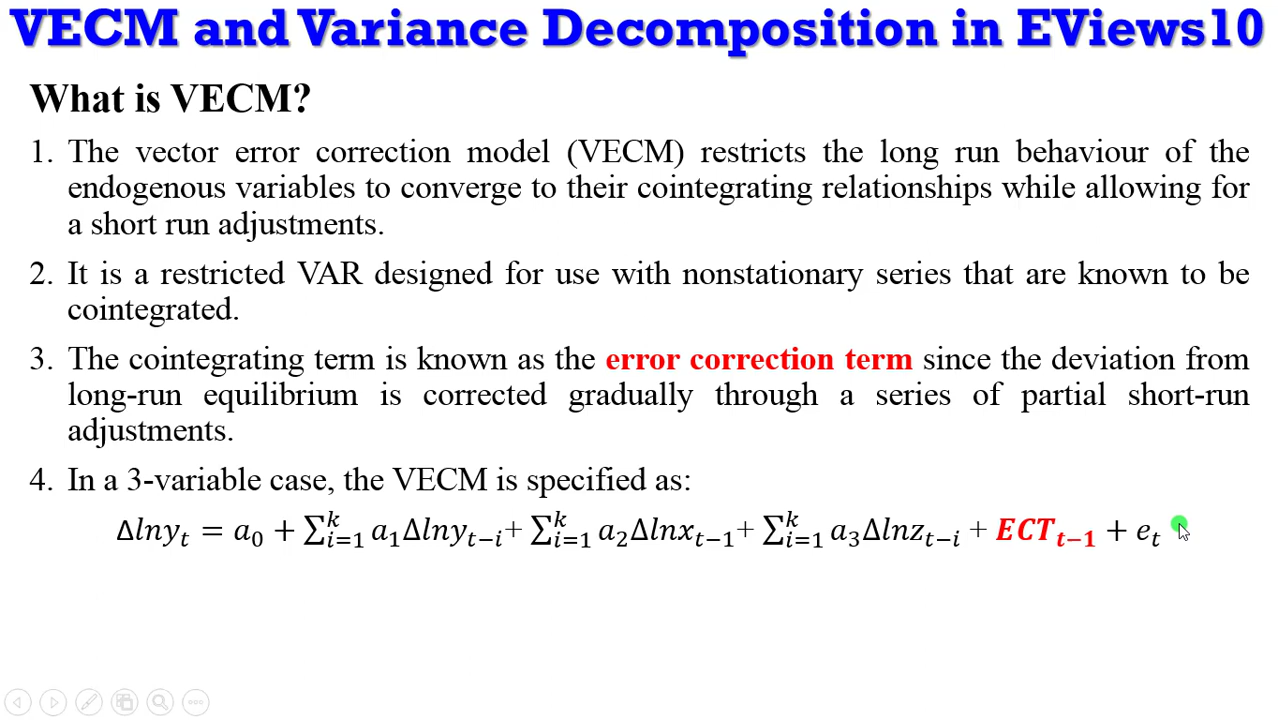 VECM and Variance Decomposition in EViews10
What is VECM?
1. The vector error correction model (VECM) restricts the long run behaviour of the
endogenous variables to converge to their cointegrating relationships while allowing for
a short run adjustments.
2. It is a restricted VAR designed for use with nonstationary series that are known to be
cointegrated.
3. The cointegrating term is known as the error correction term since the deviation from
long-run equilibrium is corrected gradually through a series of partial short-run
adjustments.
4. In a 3-variable case, the VECM is specified as:
Δlny_t = a_0 + ∑_{i=1}^k a_1Δlny_{t−i} + ∑_{i=1}^k a_2Δlnx_{t−1} + ∑_{i=1}^k a_3Δlnz_{t−i} + ECT_{t−1} + e_t